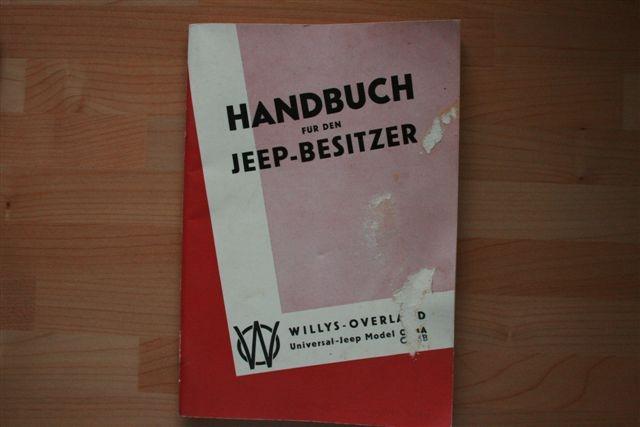 HANDBUCH
FÜR DEN
JEEP-BESITZER
WILLYS-OVERLAND
Universal-Jeep Model